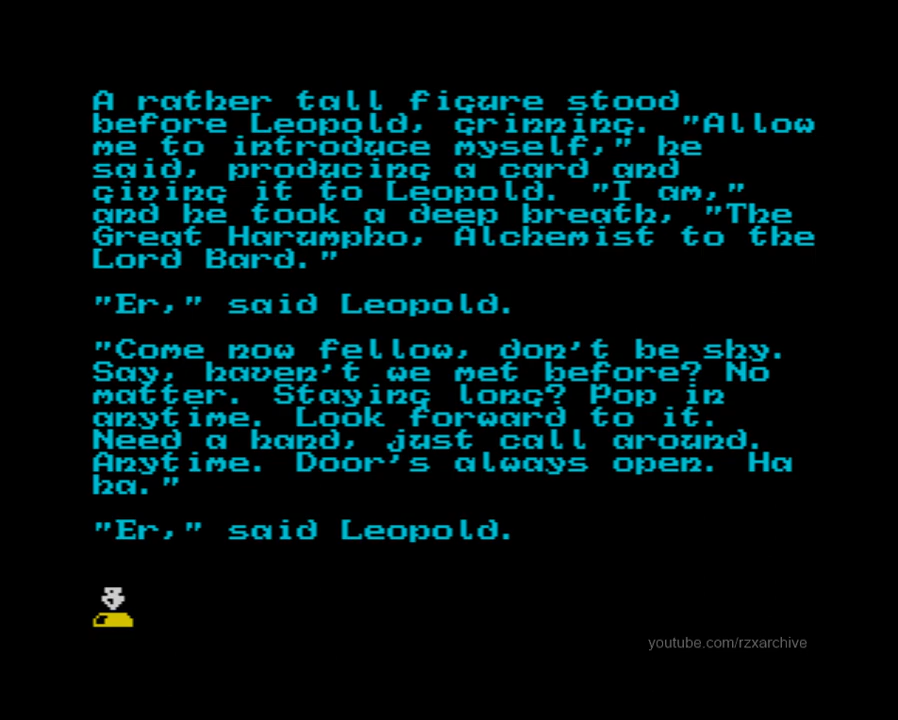 A rather tall figure stood
before Leopold, grinning. "Allow
me to introduce myself," he
said, producing a card and
giving it to Leopold. "I am,"
and he took a deep breath, "The
Great Harumpho, Alchemist to the
Lord Bard."
"Er," said Leopold.
"Come now fellow, don't be shy.
Say, haven't we met before? No
matter. Staying long? Pop in
anytime. Look forward to it.
Need a hand, just call around.
Anytime. Door's always open. Ha
ha."
"Er," said Leopold.
youtube.com/rzxarchive